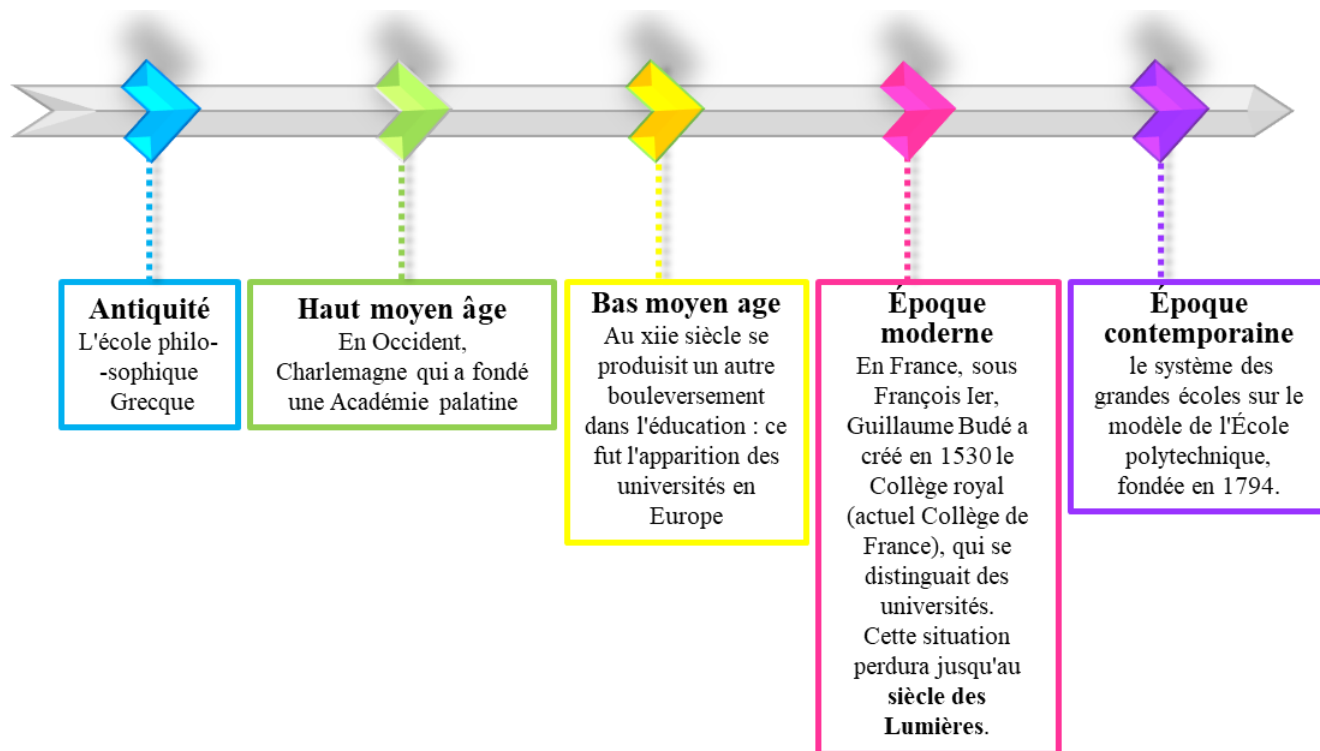 Antiquité
L'école philo-
-sophique
Grecque
Haut moyen âge
En Occident,
Charlemagne qui a fondé
une Académie palatine
Bas moyen age
Au xiie siècle se
produisit un autre
bouleversement
dans l'éducation : ce
fut l'apparition des
universités en
Europe
Époque
moderne
En France, sous
François Ier,
Guillaume Budé a
créé en 1530 le
Collège royal
(actuel Collège de
France), qui se
distinguait des
universités.
Cette situation
perdura jusqu'au
siècle des
Lumières.
Époque
contemporaine
le système des
grandes écoles sur le
modèle de l'École
polytechnique,
fondée en 1794.